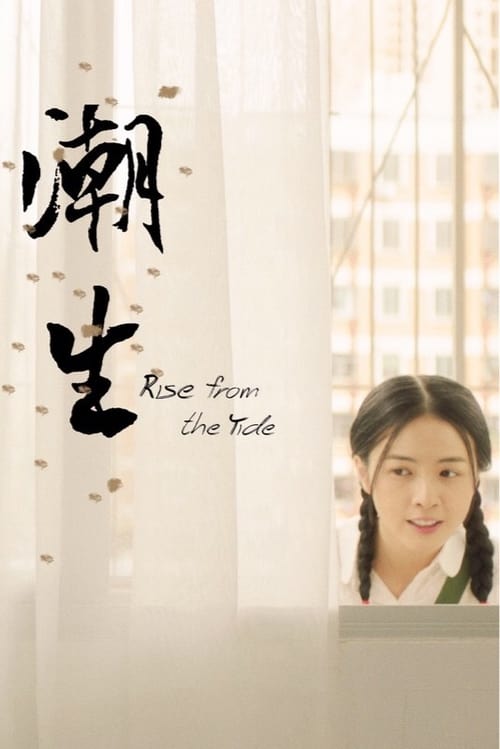 潮
生
Rise from
the Tide